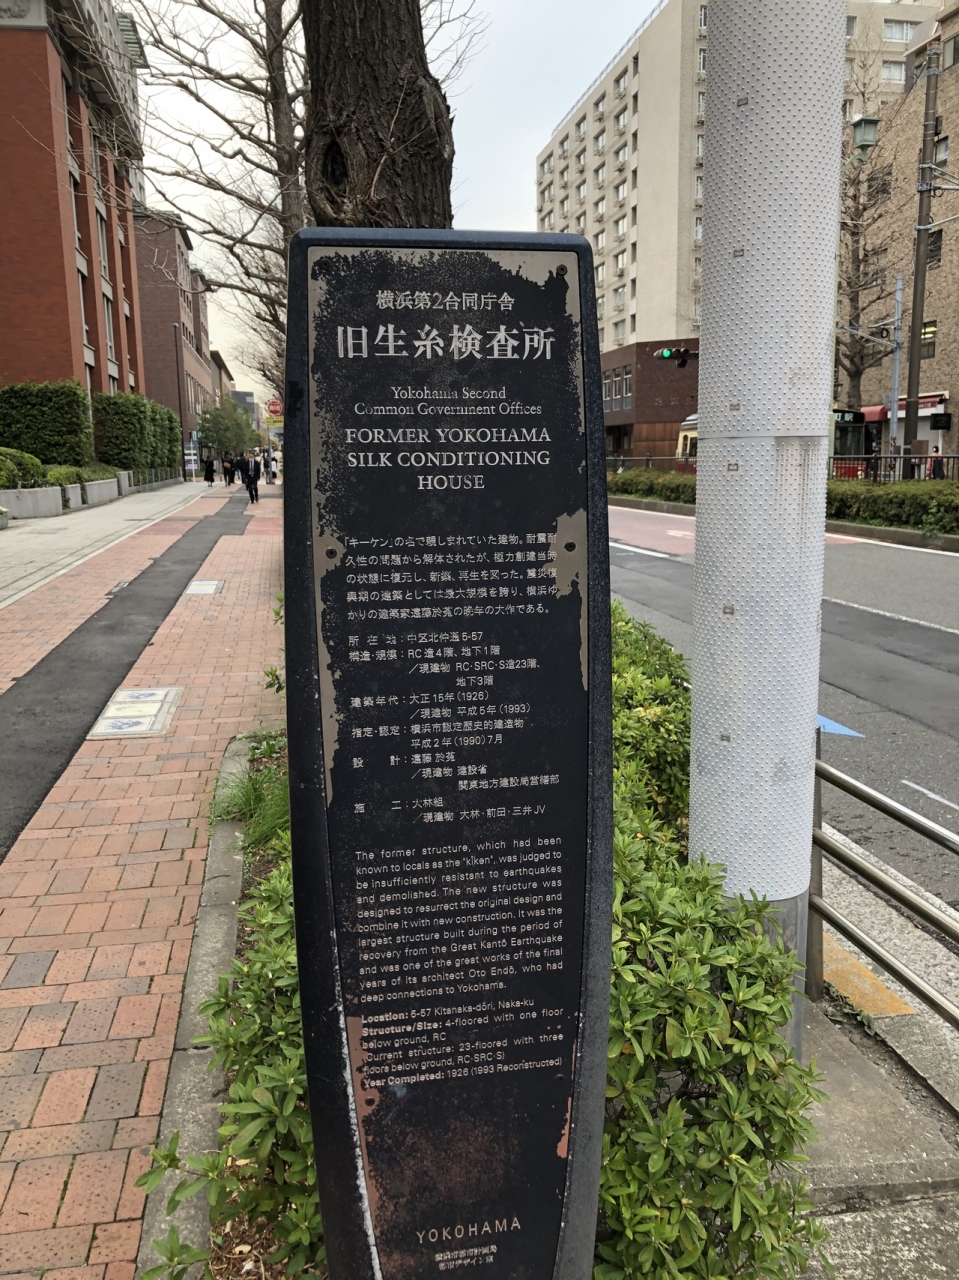 横浜第2合同庁舎
旧生糸検査所
Yokohama Second
Common Government Offices
FORMER YOKOHAMA
SILK CONDITIONING
HOUSE
「キーケン」の名で親しまれていた建物。耐震耐
久性の問題から解体されたが、極力創建当時
の状態に復元し、新築、再生を図った。震災復
興期の建築としては最大規模を誇り、横浜ゆ
かりの建築家遠藤於菟の晩年の大作である。
所在地：中区北仲通5-57
構造・規模：RC造4階、地下1階
／現建物 RC・SRC・S造23階、
地下3階
建築年代：大正15年（1926）
／現建物 平成5年（1993）
指定・認定：横浜市認定歴史的建造物
平成2年（1990）7月
設計：遠藤於菟
／現建物 建設省
関東地方建設局営繕部
施工：大林組
／現建物 大林・前田・三井JV
The former structure, which had been
known to locals as the "kîken", was judged to
be insufficiently resistant to earthquakes
and demolished. The new structure was
designed to resurrect the original design and
combine it with new construction. It was the
largest structure built during the period of
recovery from the Great Kantō Earthquake
and was one of the great works of the final
years of its architect Oto Endō, who had
deep connections to Yokohama.
Location: 5-57 Kitanaka-dōri, Naka-ku
Structure/Size: 4-floored with one floor
below ground, RC
(Current structure: 23-floored with three
floors below ground, RC·SRC·S)
Year Completed: 1926 (1993 Reconstructed)
YOKOHAMA
横浜市都市計画局
都市デザイン室